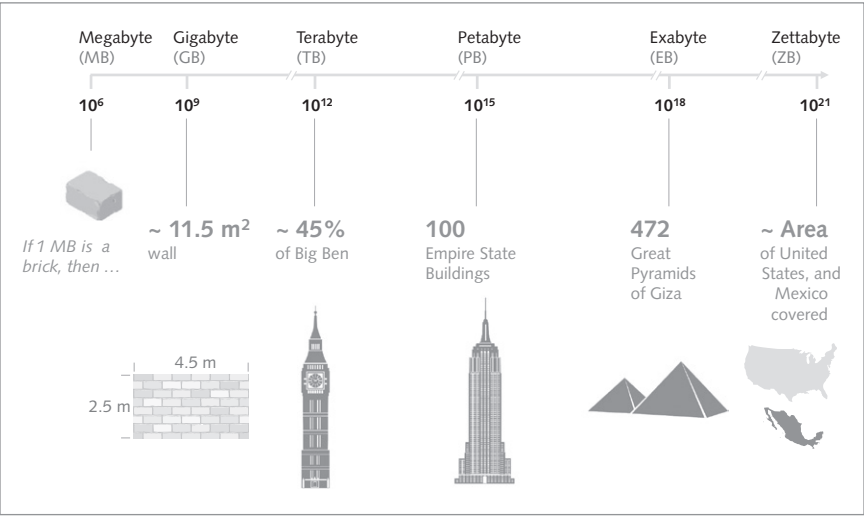 Megabyte
(MB)
Gigabyte
(GB)
Terabyte
(TB)
Petabyte
(PB)
Exabyte
(EB)
Zettabyte
(ZB)
10⁶
10⁹
10¹²
10¹⁵
10¹⁸
10²¹
If 1 MB is a
brick, then …
~ 11.5 m²
wall
~ 45%
of Big Ben
100
Empire State
Buildings
472
Great
Pyramids
of Giza
~ Area
of United
States, and
Mexico
covered
4.5 m
2.5 m